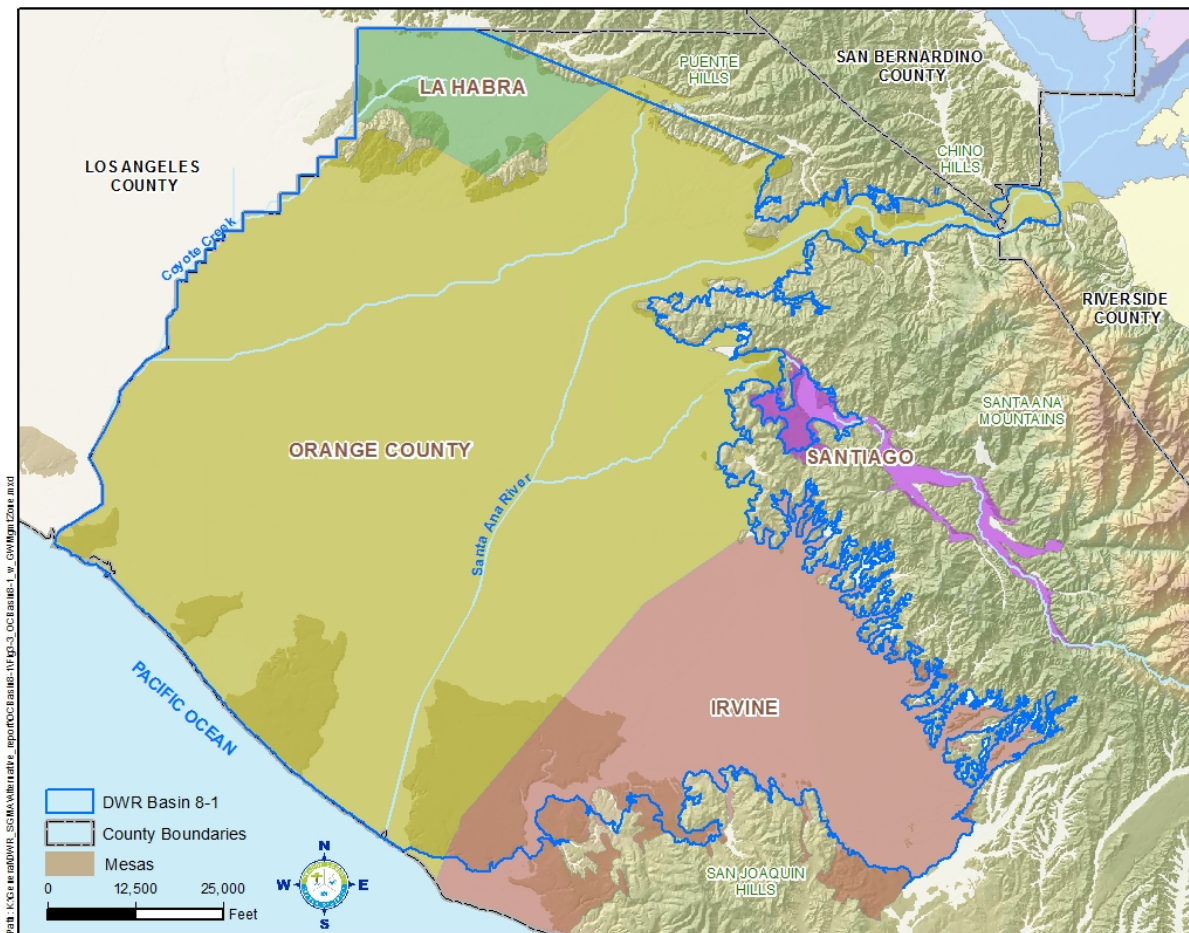 SAN BERNARDINO
COUNTY
PUENTE
HILLS
LA HABRA
CHINO
HILLS
LOS ANGELES
COUNTY
Coyote Creek
RIVERSIDE
COUNTY
SANTA ANA
MOUNTAINS
ORANGE COUNTY
SANTIAGO
Santa Ana River
PACIFIC OCEAN
IRVINE
SAN JOAQUIN
HILLS
DWR Basin 8-1
County Boundaries
Mesas
0 12,500 25,000
Feet
N
W E
S